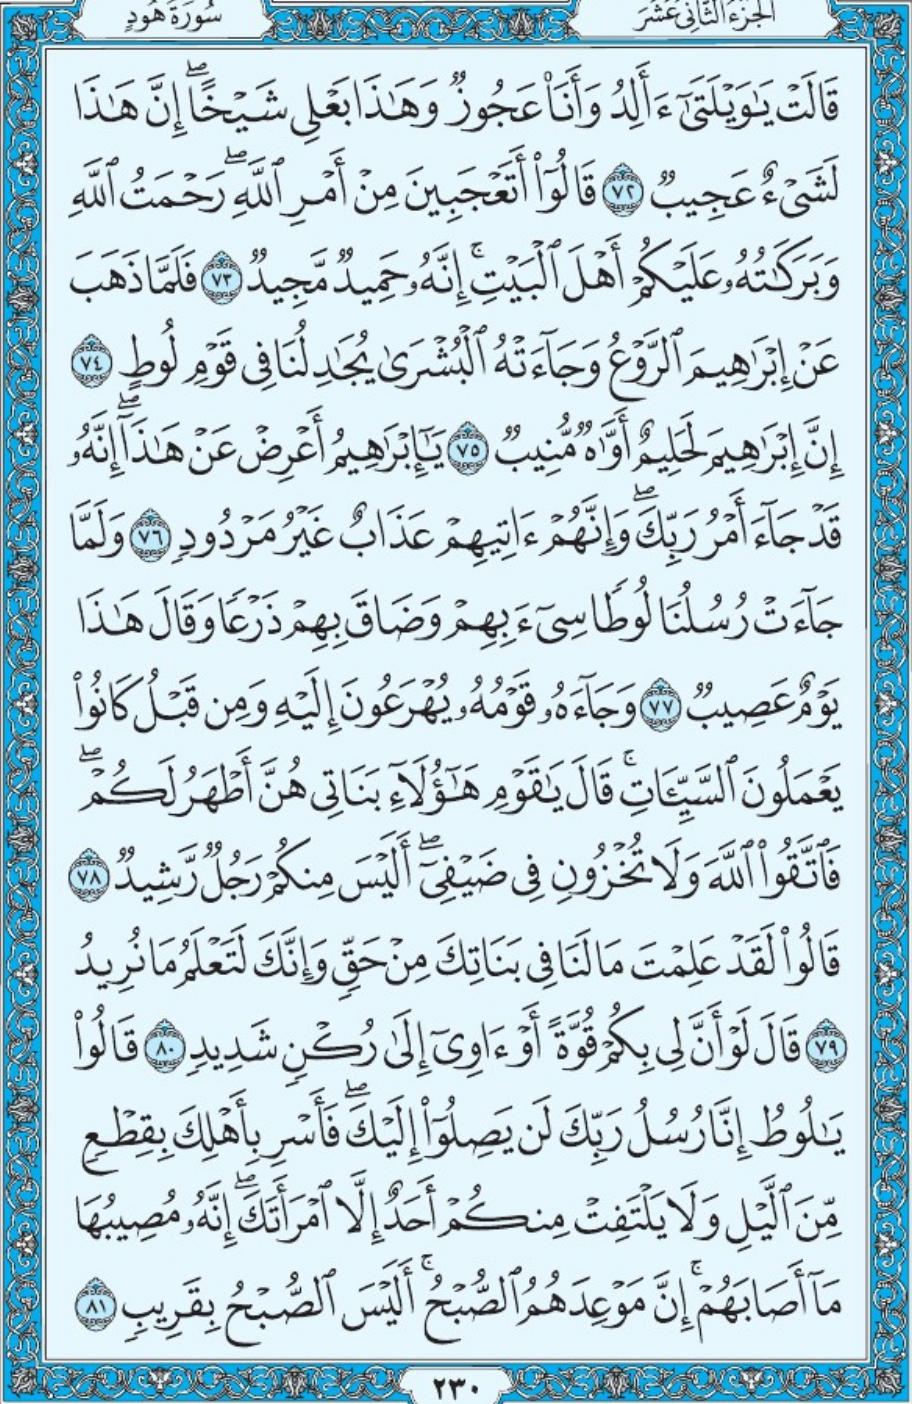 سُورَةُ هُودٍ
الجُزْءُ الثَّانِي عَشَرَ
قَالَتْ يَٰوَيْلَتَىٰٓ ءَأَلِدُ وَأَنَا۠ عَجُوزٌ وَهَٰذَا بَعْلِى شَيْخًا ۖ إِنَّ هَٰذَا
لَشَىْءٌ عَجِيبٌ ٧٢ قَالُوٓا۟ أَتَعْجَبِينَ مِنْ أَمْرِ ٱللَّهِ ۖ رَحْمَتُ ٱللَّهِ
وَبَرَكَٰتُهُۥ عَلَيْكُمْ أَهْلَ ٱلْبَيْتِ ۚ إِنَّهُۥ حَمِيدٌ مَّجِيدٌ ٧٣ فَلَمَّا ذَهَبَ
عَنْ إِبْرَٰهِيمَ ٱلرَّوْعُ وَجَآءَتْهُ ٱلْبُشْرَىٰ يُجَٰدِلُنَا فِى قَوْمِ لُوطٍ ٧٤
إِنَّ إِبْرَٰهِيمَ لَحَلِيمٌ أَوَّٰهٌ مُّنِيبٌ ٧٥ يَٰٓإِبْرَٰهِيمُ أَعْرِضْ عَنْ هَٰذَآ ۖ إِنَّهُۥ
قَدْ جَآءَ أَمْرُ رَبِّكَ ۖ وَإِنَّهُمْ ءَاتِيهِمْ عَذَابٌ غَيْرُ مَرْدُودٍ ٧٦ وَلَمَّا
جَآءَتْ رُسُلُنَا لُوطًا سِىٓءَ بِهِمْ وَضَاقَ بِهِمْ ذَرْعًا وَقَالَ هَٰذَا
يَوْمٌ عَصِيبٌ ٧٧ وَجَآءَهُۥ قَوْمُهُۥ يُهْرَعُونَ إِلَيْهِ وَمِن قَبْلُ كَانُوا۟
يَعْمَلُونَ ٱلسَّيِّـَٔاتِ ۚ قَالَ يَٰقَوْمِ هَٰٓؤُلَآءِ بَنَاتِى هُنَّ أَطْهَرُ لَكُمْ ۖ
فَٱتَّقُوا۟ ٱللَّهَ وَلَا تُخْزُونِ فِى ضَيْفِىٓ ۖ أَلَيْسَ مِنكُمْ رَجُلٌ رَّشِيدٌ ٧٨
قَالُوا۟ لَقَدْ عَلِمْتَ مَا لَنَا فِى بَنَاتِكَ مِنْ حَقٍّ وَإِنَّكَ لَتَعْلَمُ مَا نُرِيدُ
٧٩ قَالَ لَوْ أَنَّ لِى بِكُمْ قُوَّةً أَوْ ءَاوِىٓ إِلَىٰ رُكْنٍ شَدِيدٍ ٨٠ قَالُوا۟
يَٰلُوطُ إِنَّا رُسُلُ رَبِّكَ لَن يَصِلُوٓا۟ إِلَيْكَ ۖ فَأَسْرِ بِأَهْلِكَ بِقِطْعٍ
مِّنَ ٱلَّيْلِ وَلَا يَلْتَفِتْ مِنكُمْ أَحَدٌ إِلَّا ٱمْرَأَتَكَ ۖ إِنَّهُۥ مُصِيبُهَا
مَآ أَصَابَهُمْ ۚ إِنَّ مَوْعِدَهُمُ ٱلصُّبْحُ ۚ أَلَيْسَ ٱلصُّبْحُ بِقَرِيبٍ ٨١
٢٣٠